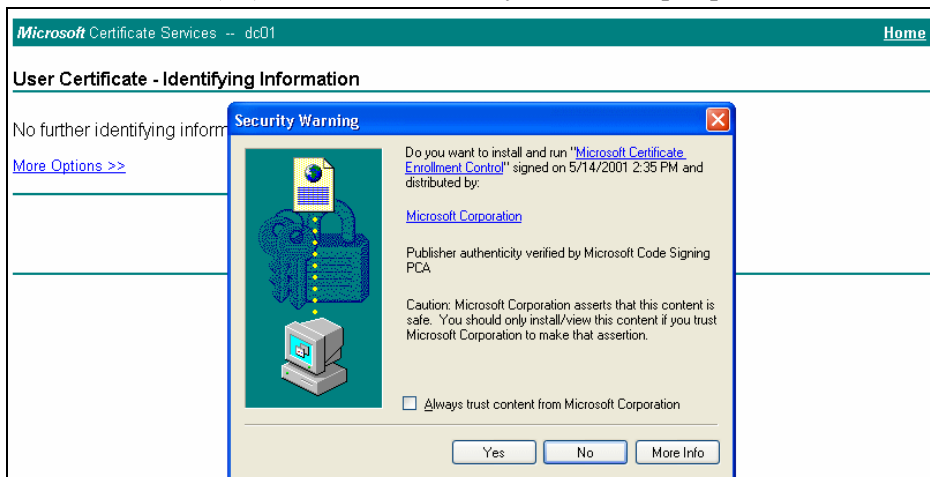 Microsoft Certificate Services -- dc01 Home
User Certificate - Identifying Information
No further identifying inform
More Options >>
Security Warning
Do you want to install and run "Microsoft Certificate
Enrollment Control" signed on 5/14/2001 2:35 PM and
distributed by:
Microsoft Corporation
Publisher authenticity verified by Microsoft Code Signing
PCA
Caution: Microsoft Corporation asserts that this content is
safe. You should only install/view this content if you trust
Microsoft Corporation to make that assertion.
Always trust content from Microsoft Corporation
Yes No More Info